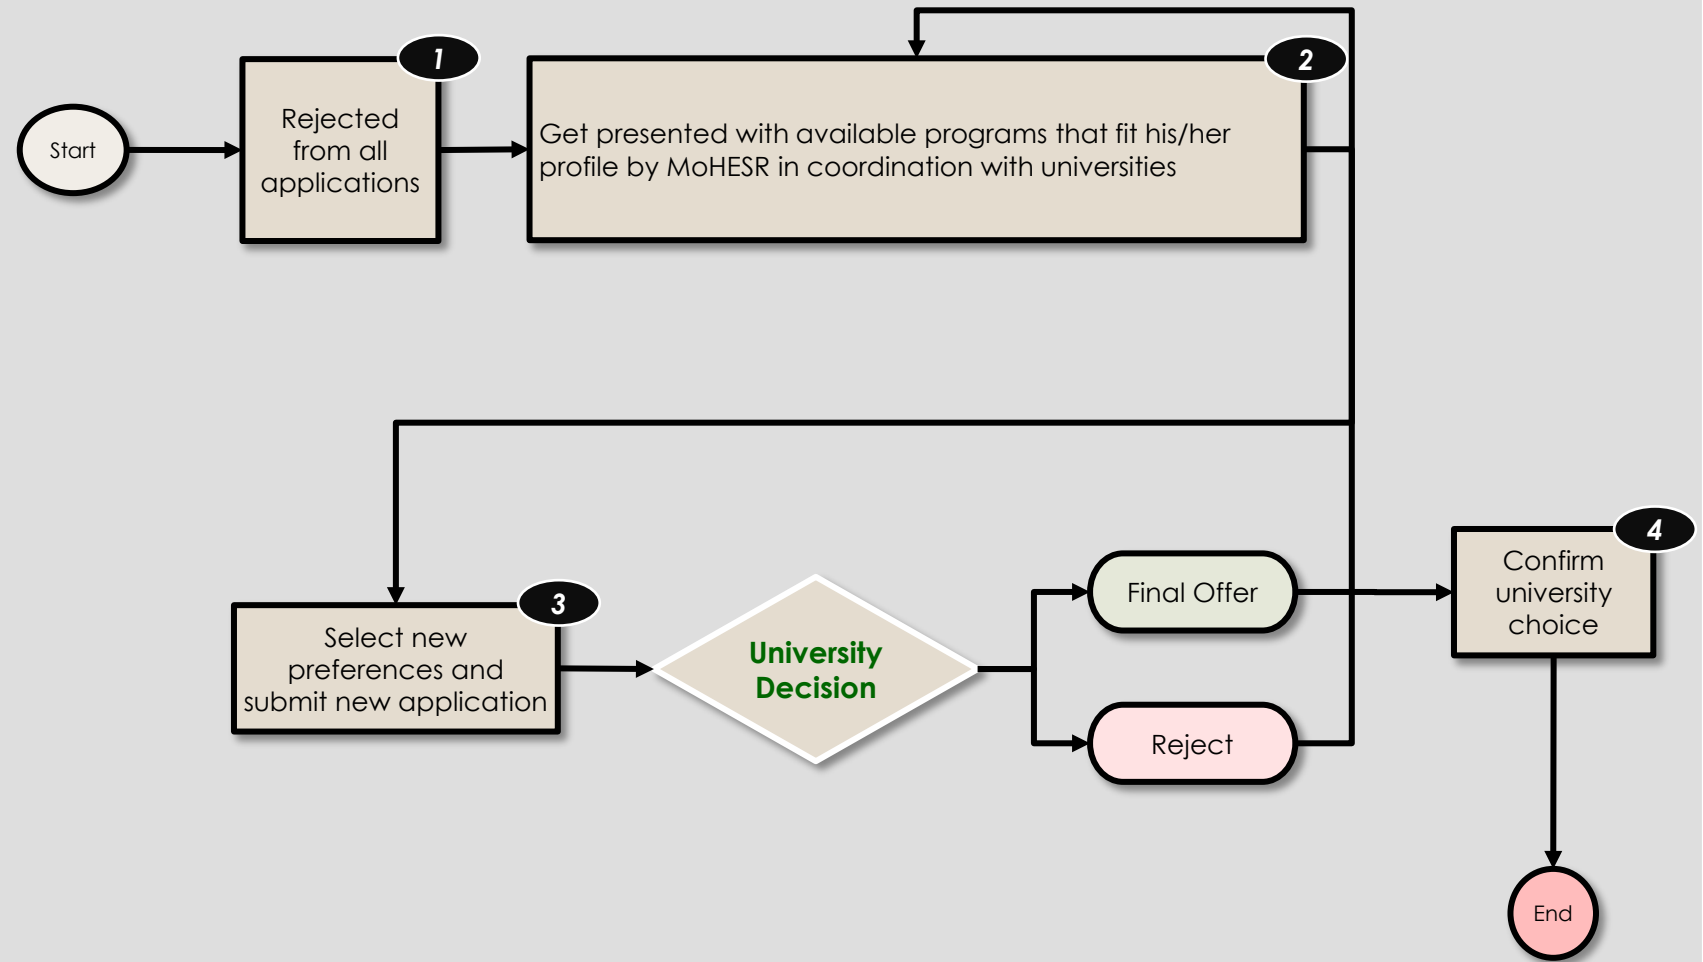 Start
1
Rejected
from all
applications
2
Get presented with available programs that fit his/her
profile by MoHESR in coordination with universities
3
Select new
preferences and
submit new application
University
Decision
Final Offer
Reject
4
Confirm
university
choice
End